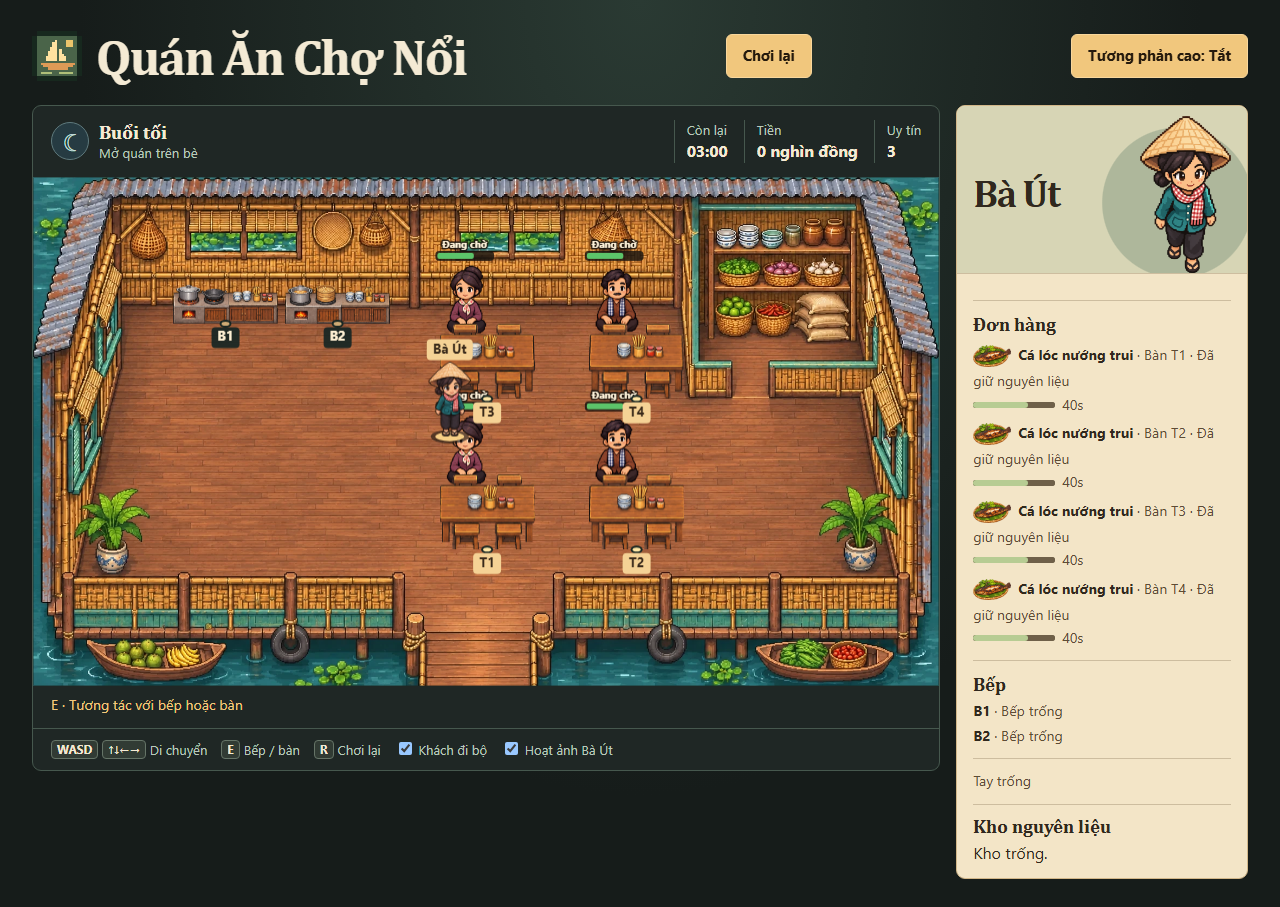 Quán Ăn Chợ Nổi
Chơi lại
Tương phản cao: Tắt
Buổi tối
Mở quán trên bè
Còn lại
03:00
Tiền
0 nghìn đồng
Uy tín
3
Đang chờ
Đang chờ
B1
B2
Bà Út
Đang chờ
T3
T4
T1
T2
E · Tương tác với bếp hoặc bàn
WASD ↑↓←→ Di chuyển E Bếp / bàn R Chơi lại Khách đi bộ Hoạt ảnh Bà Út
Bà Út
Đơn hàng
Cá lóc nướng trui · Bàn T1 · Đã
giữ nguyên liệu
40s
Cá lóc nướng trui · Bàn T2 · Đã
giữ nguyên liệu
40s
Cá lóc nướng trui · Bàn T3 · Đã
giữ nguyên liệu
40s
Cá lóc nướng trui · Bàn T4 · Đã
giữ nguyên liệu
40s
Bếp
B1 · Bếp trống
B2 · Bếp trống
Tay trống
Kho nguyên liệu
Kho trống.